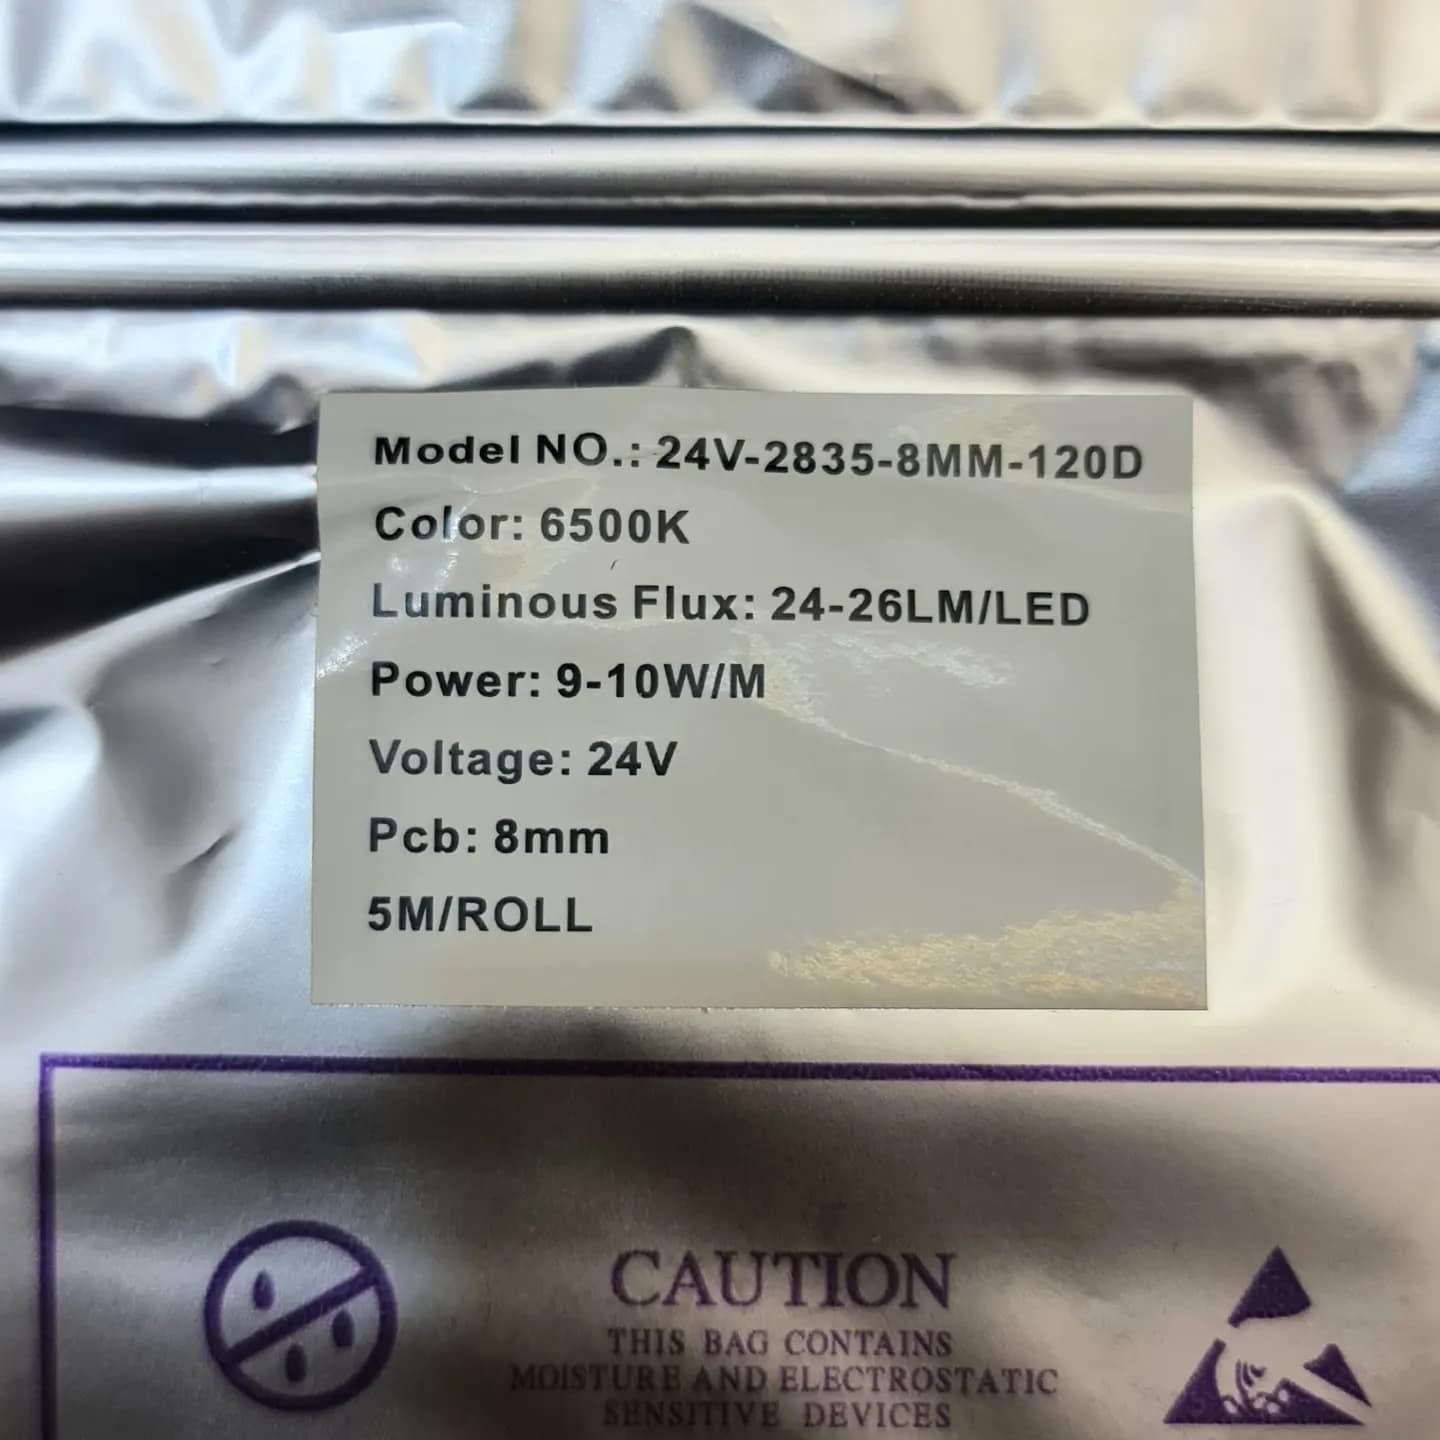 Model NO.: 24V-2835-8MM-120D
Color: 6500K
Luminous Flux: 24-26LM/LED
Power: 9-10W/M
Voltage: 24V
Pcb: 8mm
5M/ROLL
CAUTION
THIS BAG CONTAINS
MOISTURE AND ELECTROSTATIC
SENSITIVE DEVICES